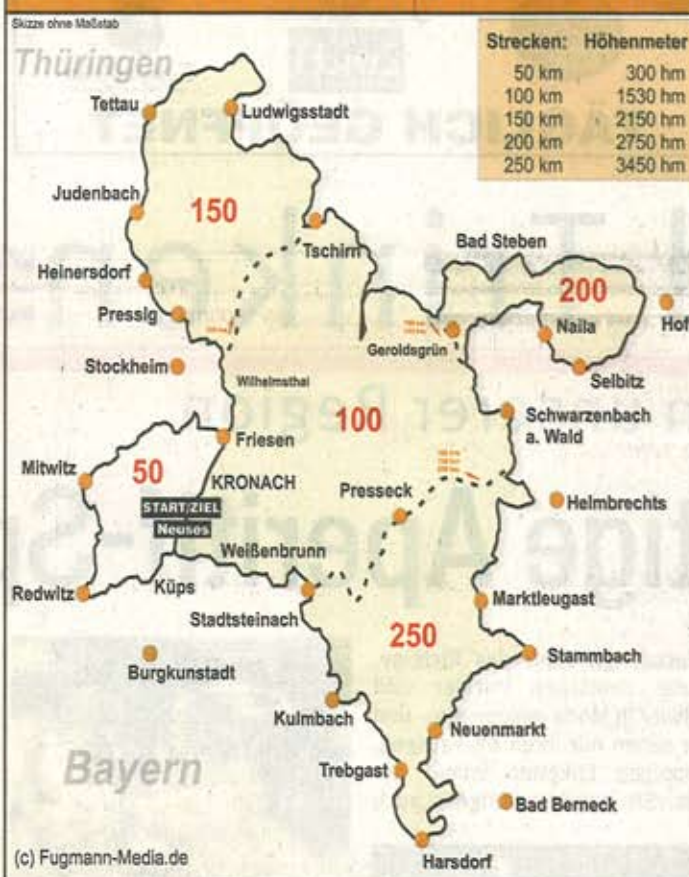 Skizze ohne Maßstab
Strecken: Höhenmeter
50 km 300 hm
100 km 1530 hm
150 km 2150 hm
200 km 2750 hm
250 km 3450 hm
Thüringen
Tettau
Ludwigsstadt
Judenbach
150
Tschirn
Bad Steben
Heinersdorf
200
Hof
Pressig
Geroldsgrün
Naila
Stockheim
Wilhelmsthal
Selbitz
100
Schwarzenbach
a. Wald
Friesen
Mitwitz
50
KRONACH
Presseck
Helmbrechts
START/ZIEL
Neuses
Weißenbrunn
Redwitz
Küps
Stadtsteinach
Marktleugast
250
Stammbach
Burgkunstadt
Kulmbach
Neuenmarkt
Bayern
Trebgast
Bad Berneck
(c) Fugmann-Media.de
Harsdorf